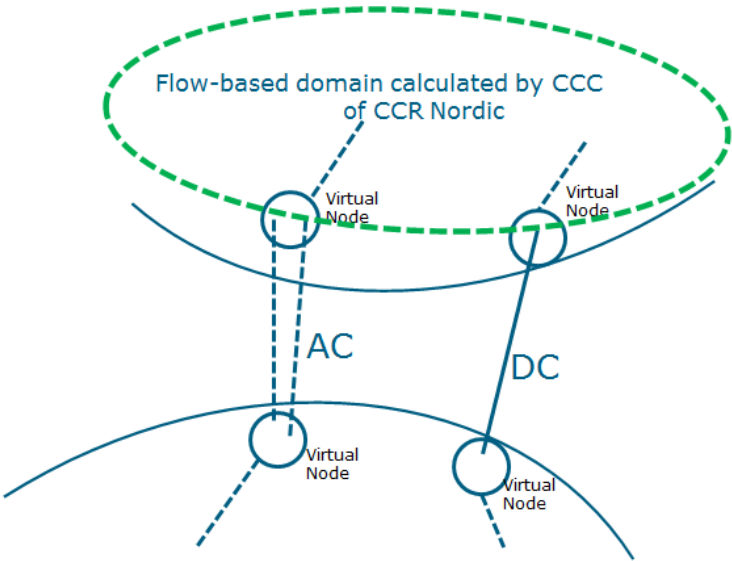 Flow-based domain calculated by CCC
of CCR Nordic
Virtual
Node
Virtual
Node
AC
DC
Virtual
Node
Virtual
Node